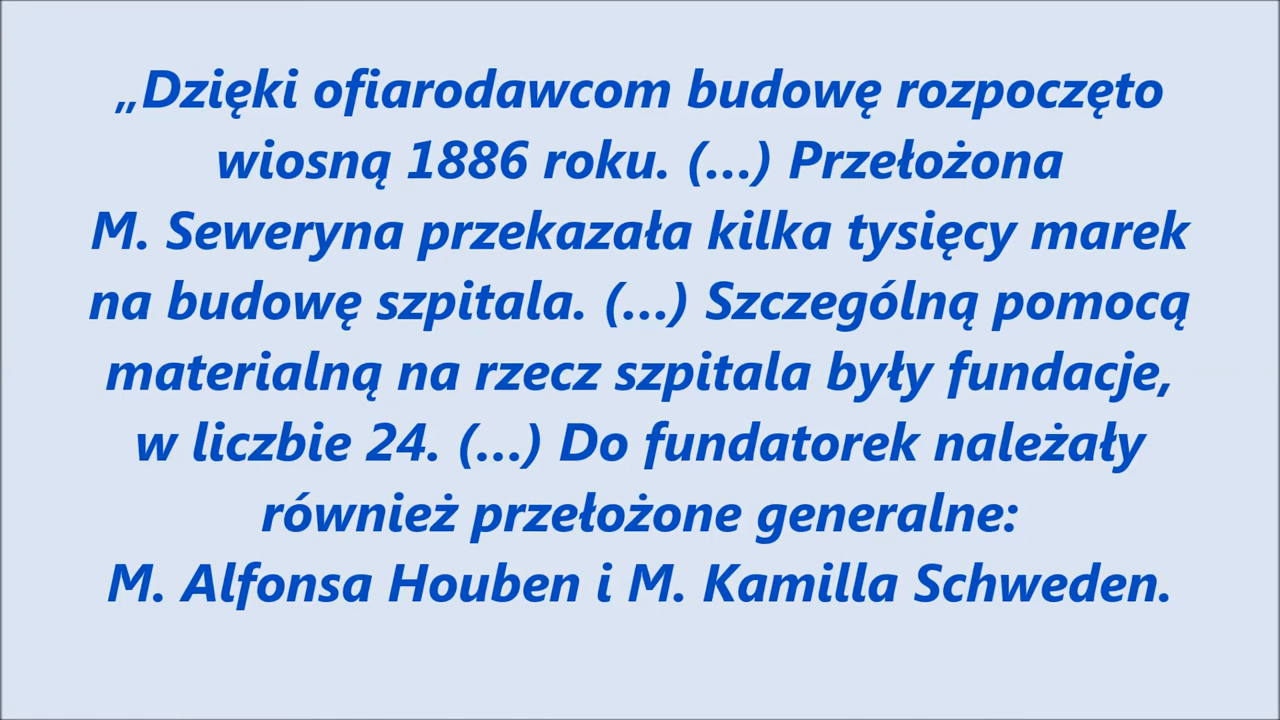 „Dzięki ofiarodawcom budowę rozpoczęto
wiosną 1886 roku. (...) Przełożona
M. Seweryna przekazała kilka tysięcy marek
na budowę szpitala. (...) Szczególną pomocą
materialną na rzecz szpitala były fundacje,
w liczbie 24. (...) Do fundatorek należały
również przełożone generalne:
M. Alfonsa Houben i M. Kamilla Schweden.